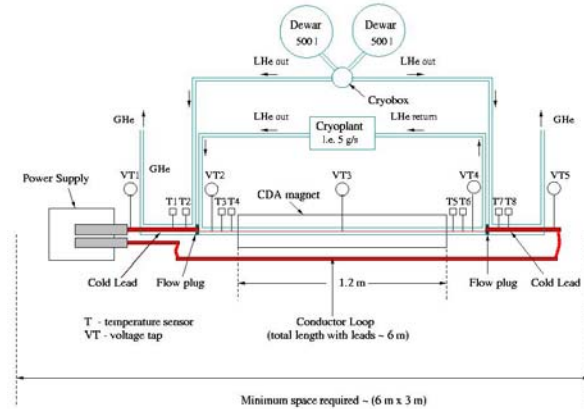 Dewar
500 l
Dewar
500 l
LHe out
LHe out
Cryobox
GHe
LHe out
Cryoplant
i.e. 5 g/s
LHe return
GHe
GHe
Power Supply
VT1
VT2
VT3
VT4
VT5
CDA magnet
T1 T2
T3 T4
T5 T6
T7 T8
Cold Lead
Flow plug
1.2 m
Flow plug
Cold Lead
T - temperature sensor
VT - voltage tap
Conductor Loop
(total length with leads ~ 6 m)
Minimum space required ~ (6 m x 3 m)